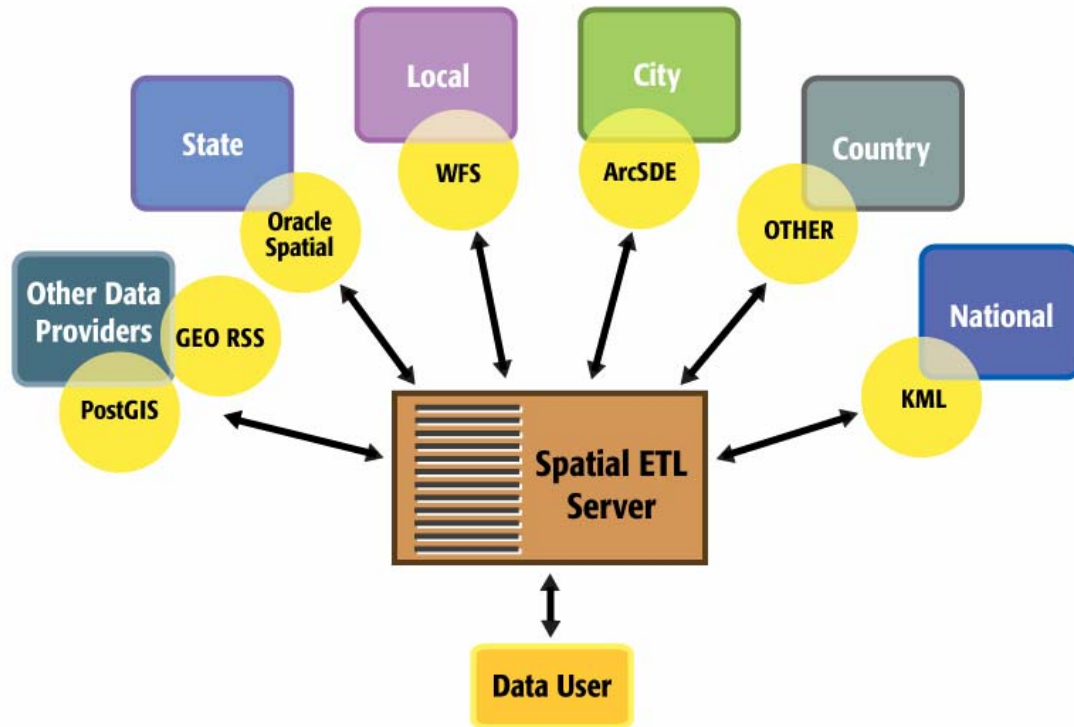 Local
City
State
Country
WFS
ArcSDE
Oracle
Spatial
OTHER
Other Data
Providers
GEO RSS
National
PostGIS
KML
Spatial ETL
Server
Data User